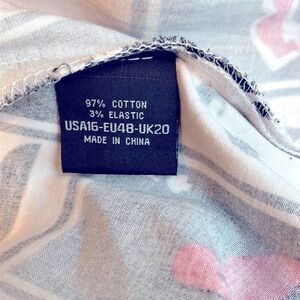 97% COTTON
3% ELASTIC
USA16-EU48-UK20
MADE IN CHINA